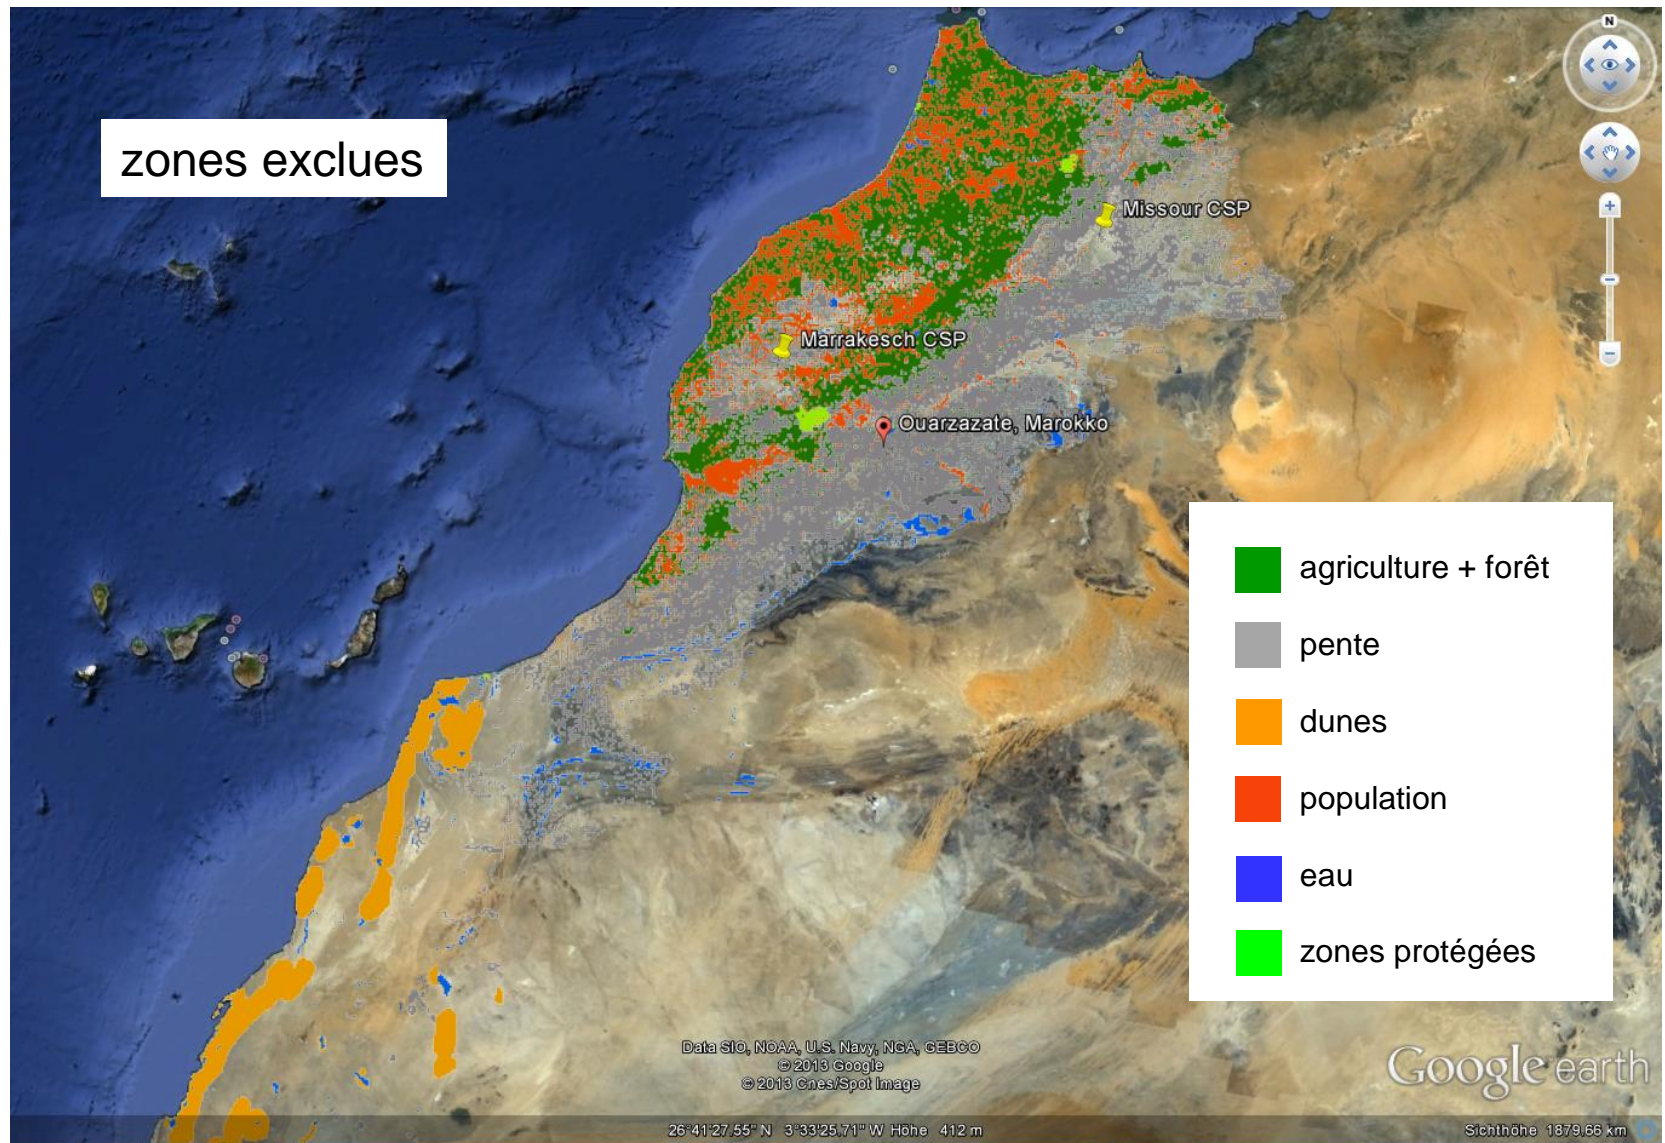 N
zones exclues
Missour CSP
Marrakesch CSP
Ouarzazate, Marokko
agriculture + forêt
pente
dunes
population
eau
zones protégées
Data SIO, NOAA, U.S. Navy, NGA, GEBCO
© 2013 Google
© 2013 Cnes/Spot Image
Google earth
26°41'27.55" N 3°33'25.71" W Höhe 412 m
Sichthöhe 1879.66 km